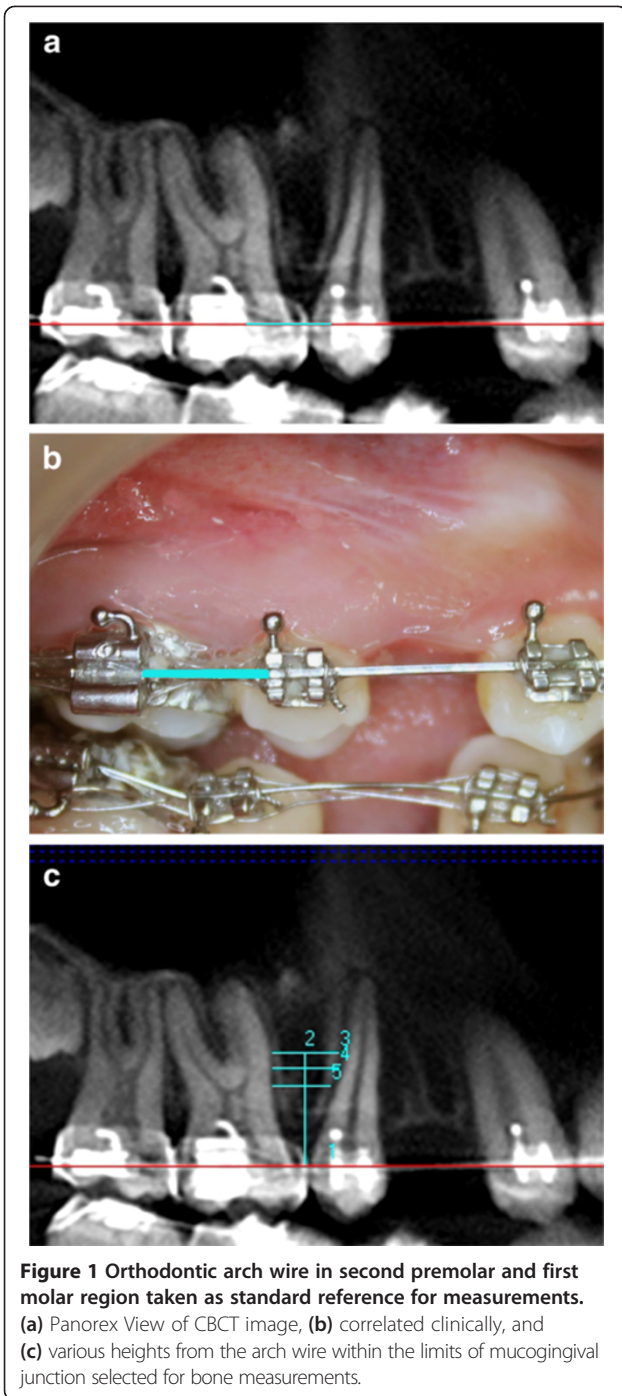 a
b
c
2 3
4
5
1
Figure 1 Orthodontic arch wire in second premolar and first
molar region taken as standard reference for measurements.
(a) Panorex View of CBCT image, (b) correlated clinically, and
(c) various heights from the arch wire within the limits of mucogingival
junction selected for bone measurements.